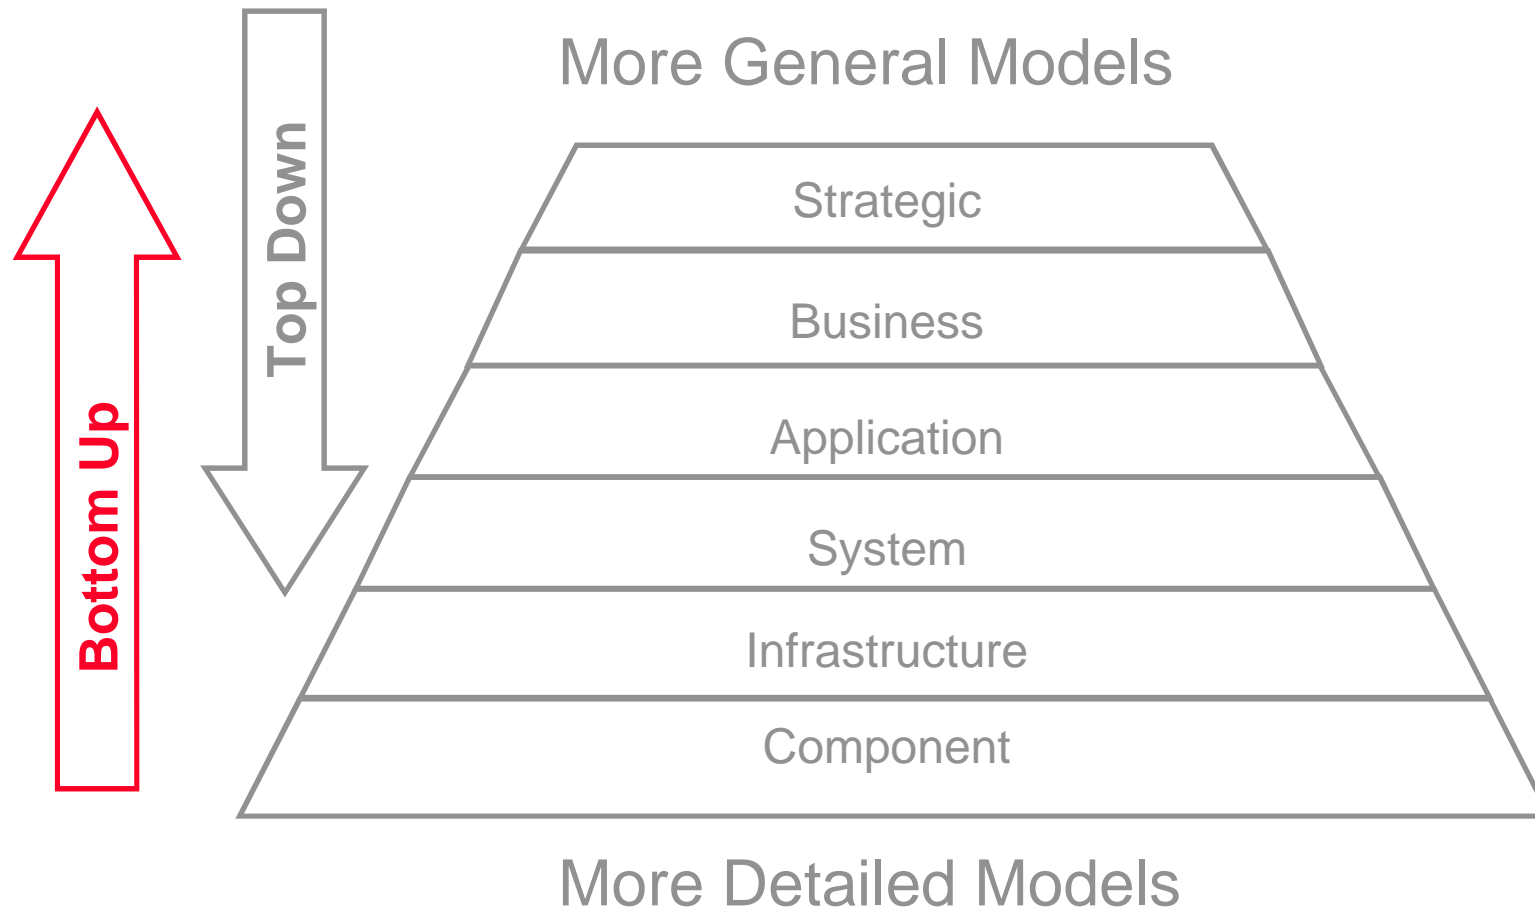 More General Models
Top Down
Bottom Up
Strategic
Business
Application
System
Infrastructure
Component
More Detailed Models